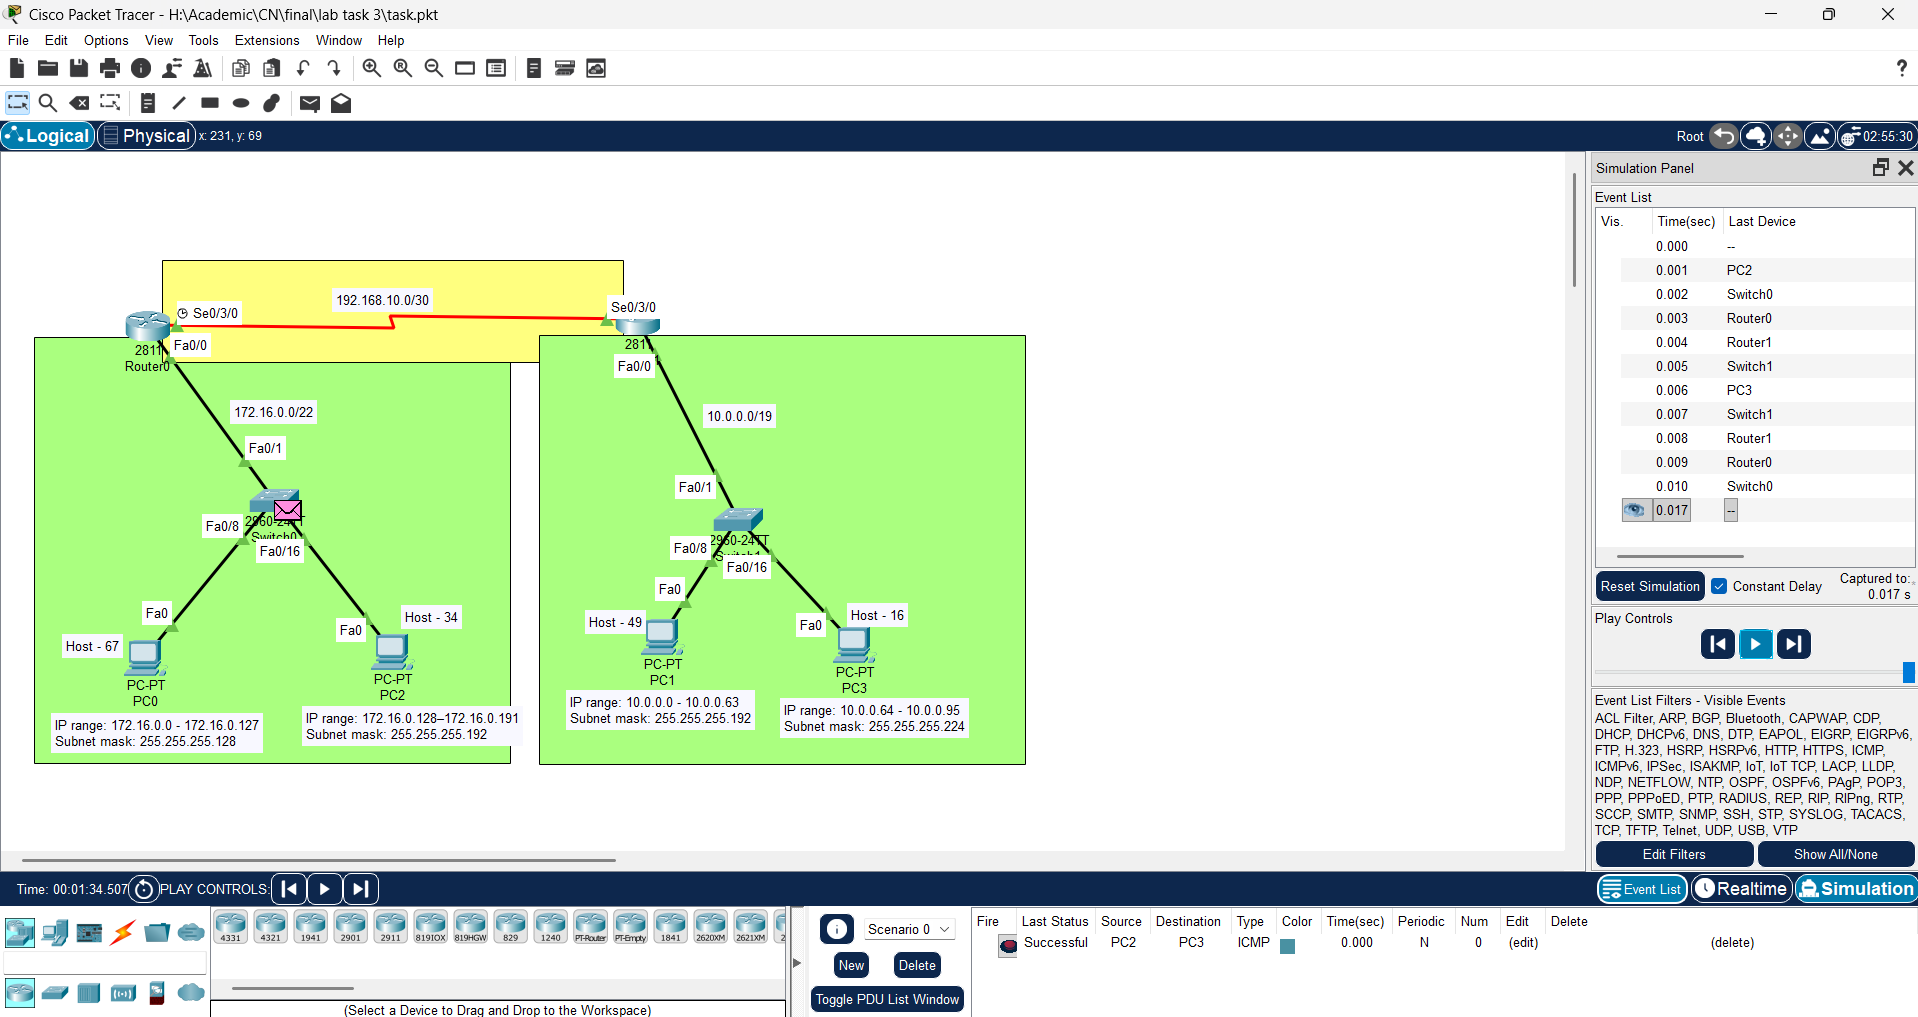 Cisco Packet Tracer - H:\Academic\CN\final\lab task 3\task.pkt
File Edit Options View Tools Extensions Window Help
?
Logical Physical x: 231, y: 69 Root 02:55:30
Simulation Panel
Event List
Vis. Time(sec) Last Device
0.000 --
0.001 PC2
0.002 Switch0
0.003 Router0
0.004 Router1
0.005 Switch1
0.006 PC3
0.007 Switch1
0.008 Router1
0.009 Router0
0.010 Switch0
0.017 --
Reset Simulation Constant Delay Captured to:
0.017 s
Play Controls
Event List Filters - Visible Events
ACL Filter, ARP, BGP, Bluetooth, CAPWAP, CDP,
DHCP, DHCPv6, DNS, DTP, EAPOL, EIGRP, EIGRPv6,
FTP, H.323, HSRP, HSRPv6, HTTP, HTTPS, ICMP,
ICMPv6, IPSec, ISAKMP, IoT, IoT TCP, LACP, LLDP,
NDP, NETFLOW, NTP, OSPF, OSPFv6, PAgP, POP3,
PPP, PPPoED, PTP, RADIUS, REP, RIP, RIPng, RTP,
SCCP, SMTP, SNMP, SSH, STP, SYSLOG, TACACS,
TCP, TFTP, Telnet, UDP, USB, VTP
Edit Filters Show All/None
192.168.10.0/30
Se0/3/0
Se0/3/0
Fa0/0
2811
Router0
281
Fa0/0
172.16.0.0/22
Fa0/1
Fa0/8
2960-24TT
Switch0
Fa0/16
Fa0
Host - 67
PC-PT
PC0
Fa0
Host - 34
PC-PT
PC2
IP range: 172.16.0.0 - 172.16.0.127
Subnet mask: 255.255.255.128
IP range: 172.16.0.128–172.16.0.191
Subnet mask: 255.255.255.192
10.0.0.0/19
Fa0/1
Fa0/8
2960-24TT
Switch1
Fa0/16
Fa0
Host - 49
PC-PT
PC1
Fa0
Host - 16
PC-PT
PC3
IP range: 10.0.0.0 - 10.0.0.63
Subnet mask: 255.255.255.192
IP range: 10.0.0.64 - 10.0.0.95
Subnet mask: 255.255.255.224
Time: 00:01:34.507 PLAY CONTROLS: Event List Realtime Simulation
4331 4321 1941 2901 2911 819IOX 819HGW 829 1240 PT-Router PT-Empty 1841 2620XM 2621XM 2
(Select a Device to Drag and Drop to the Workspace)
Scenario 0
New Delete
Toggle PDU List Window
Fire Last Status Source Destination Type Color Time(sec) Periodic Num Edit Delete
Successful PC2 PC3 ICMP 0.000 N 0 (edit) (delete)